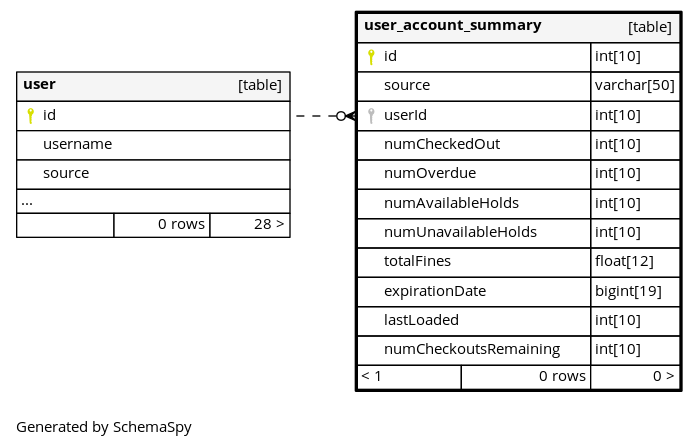 user [table]
id
username
source
...
0 rows 28 >
user_account_summary [table]
id int[10]
source varchar[50]
userId int[10]
numCheckedOut int[10]
numOverdue int[10]
numAvailableHolds int[10]
numUnavailableHolds int[10]
totalFines float[12]
expirationDate bigint[19]
lastLoaded int[10]
numCheckoutsRemaining int[10]
< 1 0 rows 0 >
Generated by SchemaSpy